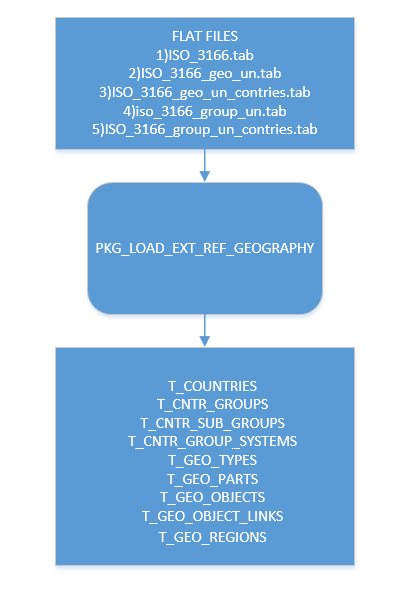 FLAT FILES
1)ISO_3166.tab
2)ISO_3166_geo_un.tab
3)ISO_3166_geo_un_contries.tab
4)iso_3166_group_un.tab
5)ISO_3166_group_un_contries.tab
PKG_LOAD_EXT_REF_GEOGRAPHY
T_COUNTRIES
T_CNTR_GROUPS
T_CNTR_SUB_GROUPS
T_CNTR_GROUP_SYSTEMS
T_GEO_TYPES
T_GEO_PARTS
T_GEO_OBJECTS
T_GEO_OBJECT_LINKS
T_GEO_REGIONS